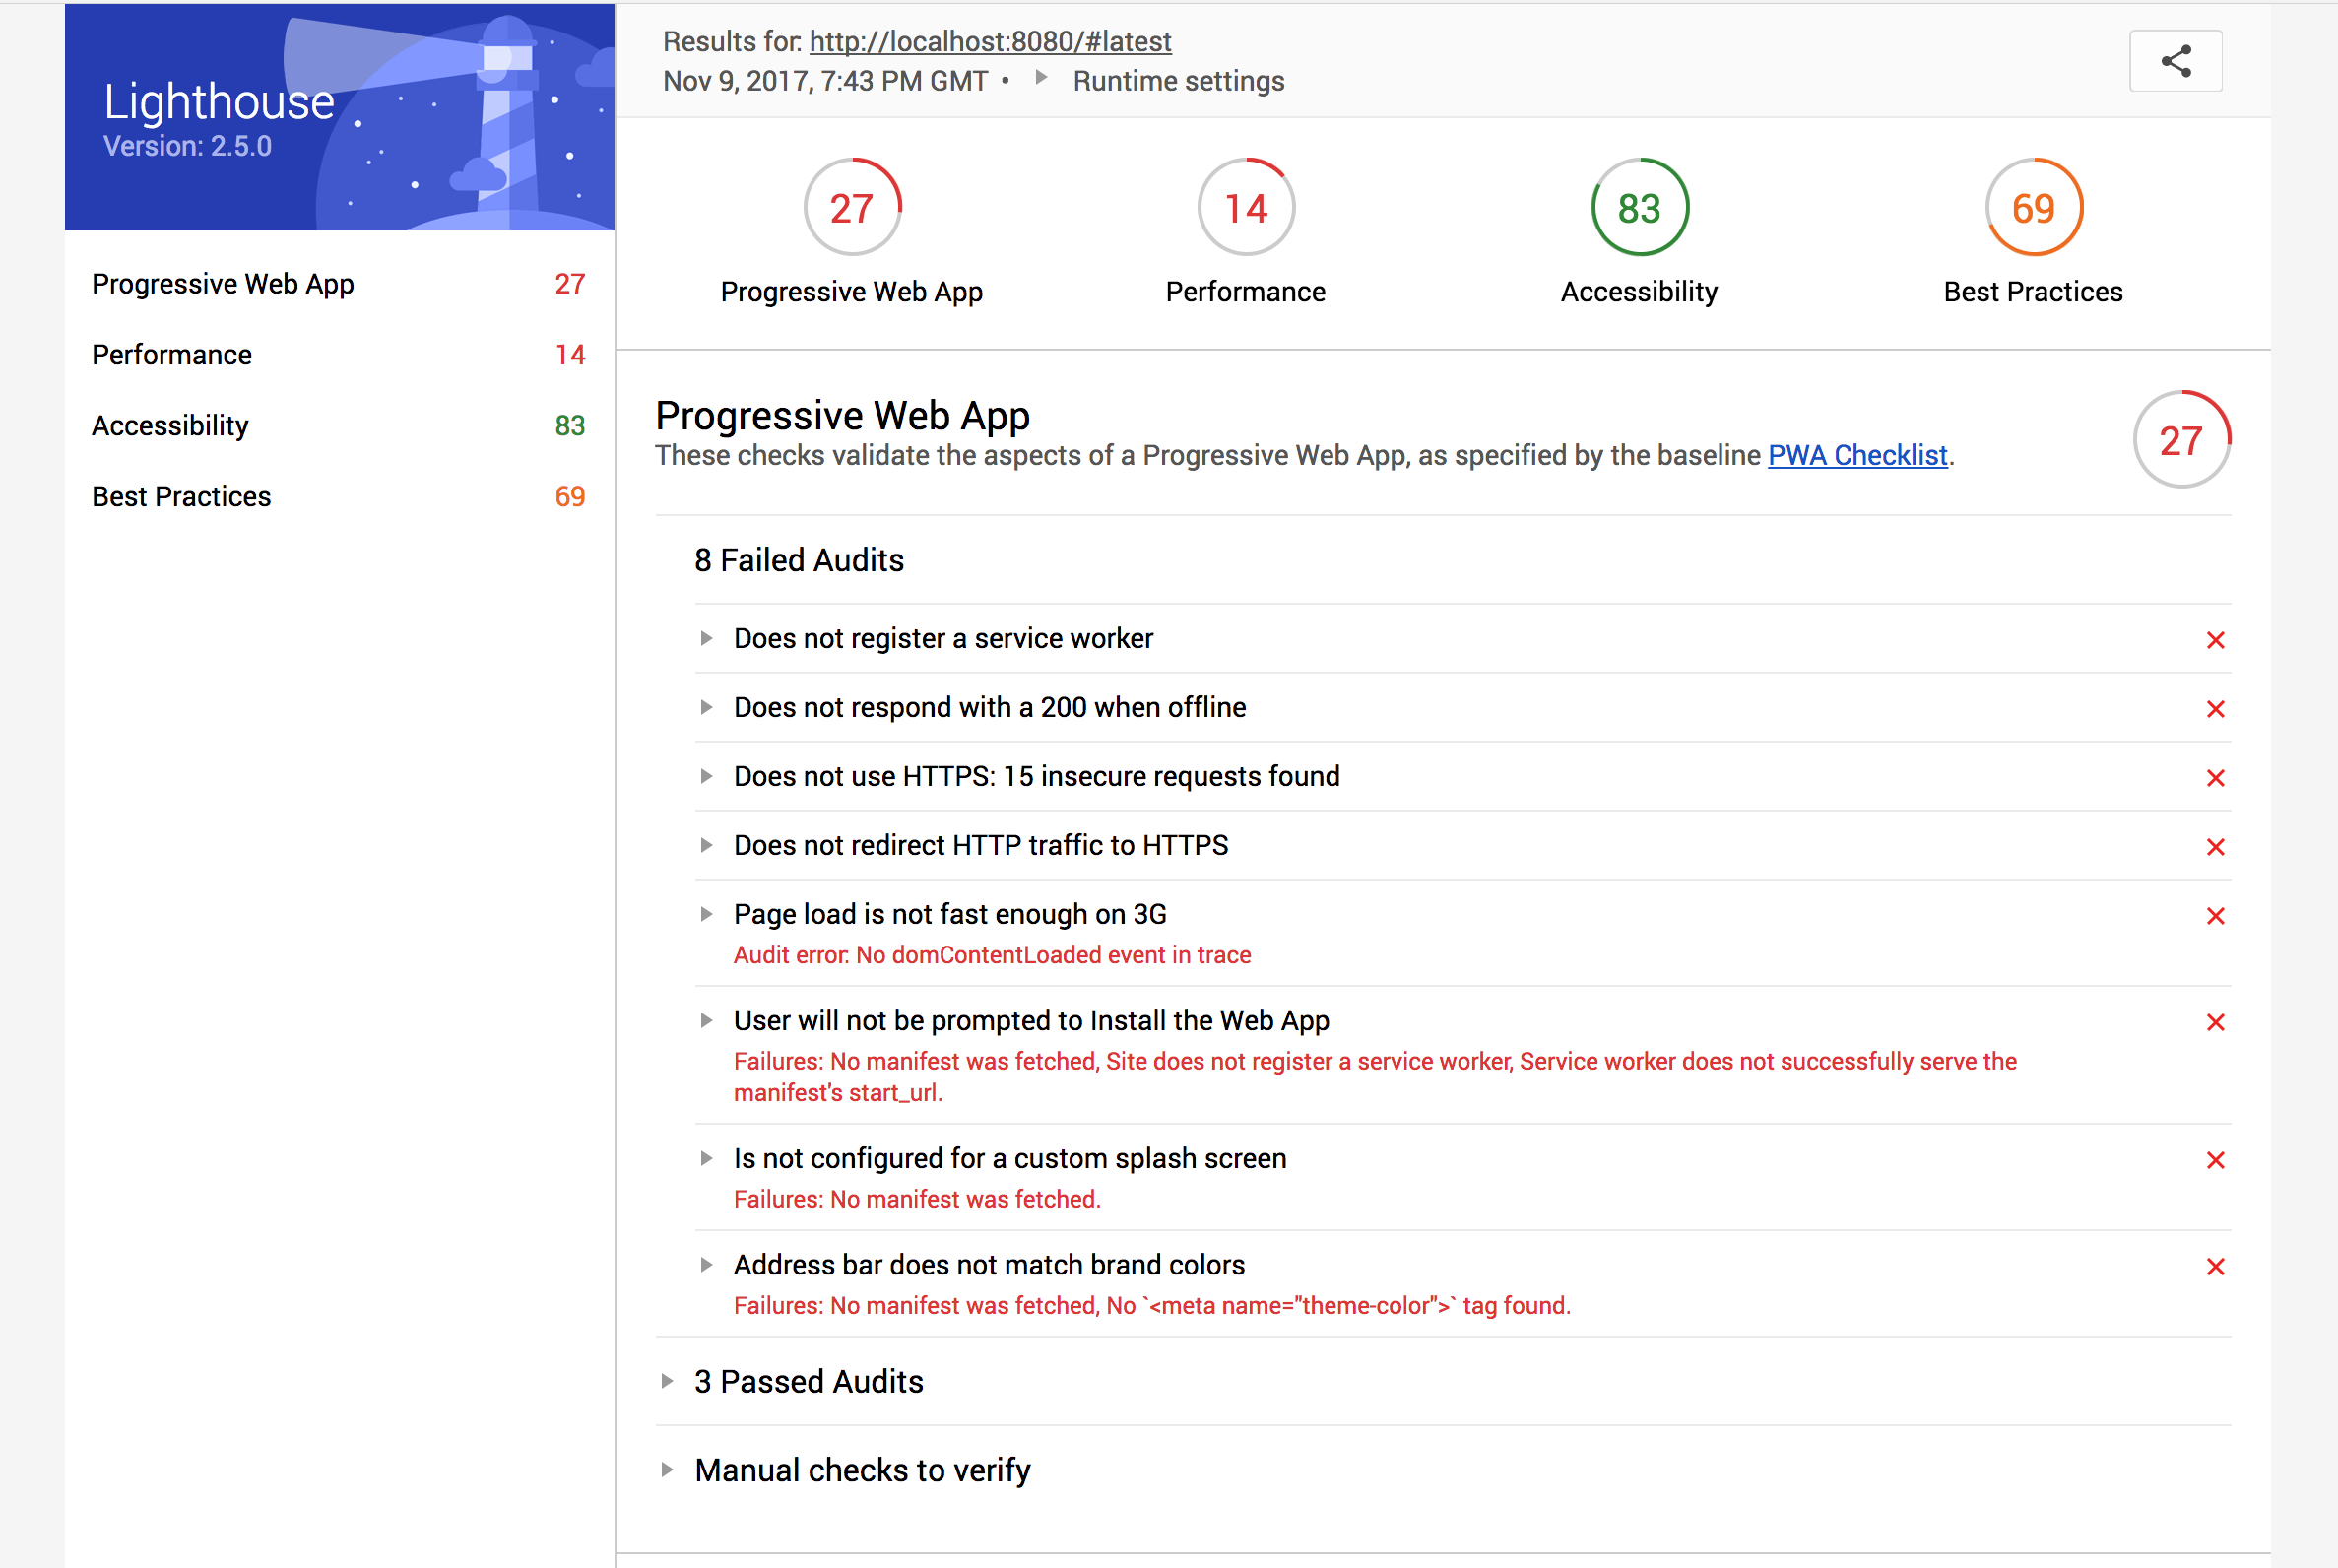 Lighthouse
Version: 2.5.0
Progressive Web App 27
Performance 14
Accessibility 83
Best Practices 69
Results for: http://localhost:8080/#latest
Nov 9, 2017, 7:43 PM GMT • Runtime settings
27 14 83 69
Progressive Web App Performance Accessibility Best Practices
Progressive Web App
These checks validate the aspects of a Progressive Web App, as specified by the baseline PWA Checklist.
27
8 Failed Audits
Does not register a service worker
Does not respond with a 200 when offline
Does not use HTTPS: 15 insecure requests found
Does not redirect HTTP traffic to HTTPS
Page load is not fast enough on 3G
Audit error: No domContentLoaded event in trace
User will not be prompted to Install the Web App
Failures: No manifest was fetched, Site does not register a service worker, Service worker does not successfully serve the
manifest's start_url.
Is not configured for a custom splash screen
Failures: No manifest was fetched.
Address bar does not match brand colors
Failures: No manifest was fetched, No `<meta name="theme-color">` tag found.
3 Passed Audits
Manual checks to verify